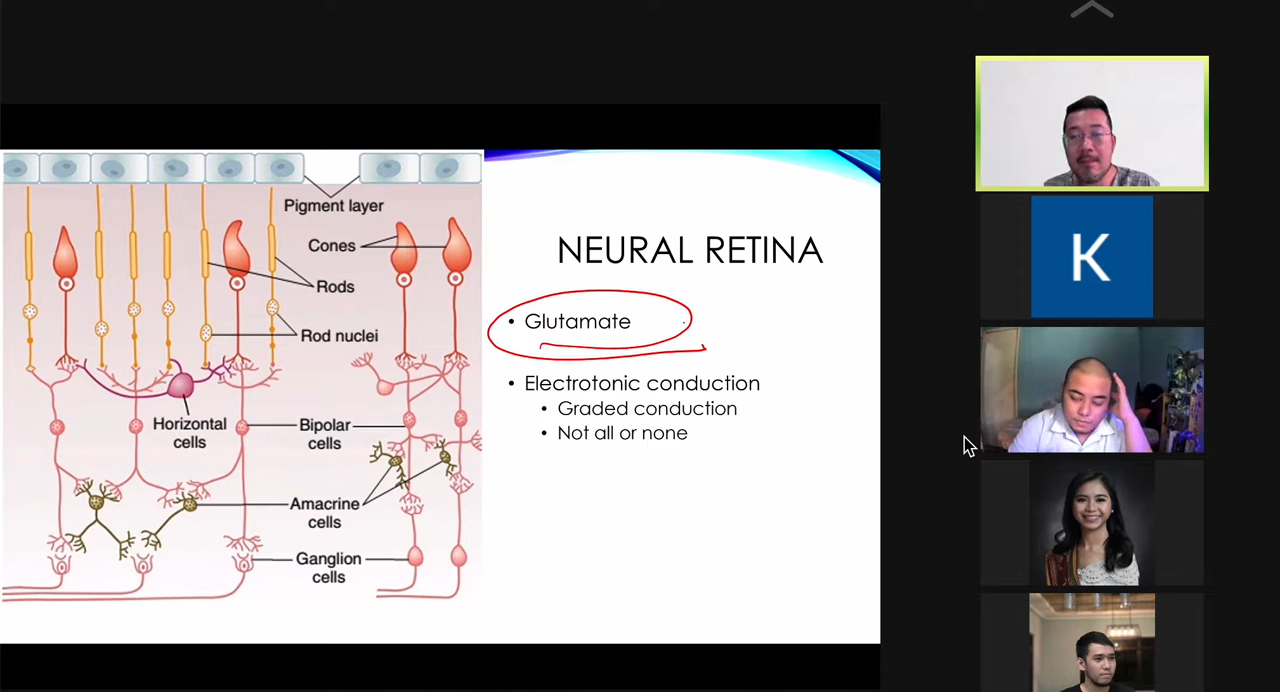 Pigment layer
Cones
Rods
Rod nuclei
Horizontal
cells
Bipolar
cells
Amacrine
cells
Ganglion
cells
NEURAL RETINA
• Glutamate
• Electrotonic conduction
• Graded conduction
• Not all or none
K